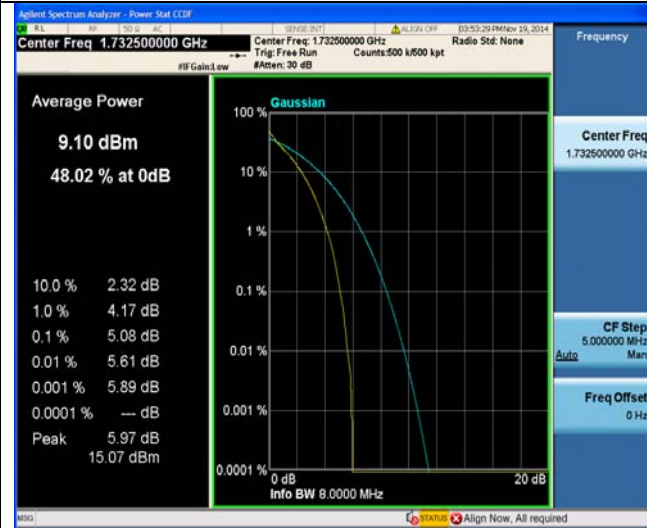 Agilent Spectrum Analyzer - Power Stat CCDF
RL RF 50 Ω AC SENSE:INT ALIGN OFF 03:53:29 PM Nov 19, 2014
Center Freq 1.732500000 GHz
Center Freq: 1.732500000 GHz Radio Std: None
Trig: Free Run Counts:500 k/500 kpt
#IFGain:Low #Atten: 30 dB
Frequency
Average Power
9.10 dBm
48.02 % at 0dB
10.0 % 2.32 dB
1.0 % 4.17 dB
0.1 % 5.08 dB
0.01 % 5.61 dB
0.001 % 5.89 dB
0.0001 % --- dB
Peak 5.97 dB
15.07 dBm
Gaussian
100 %
10 %
1 %
0.1 %
0.01 %
0.001 %
0.0001 %
0 dB 20 dB
Info BW 8.0000 MHz
Center Freq
1.732500000 GHz
CF Step
5.000000 MHz
Auto Man
Freq Offset
0 Hz
MSG STATUS Align Now, All required